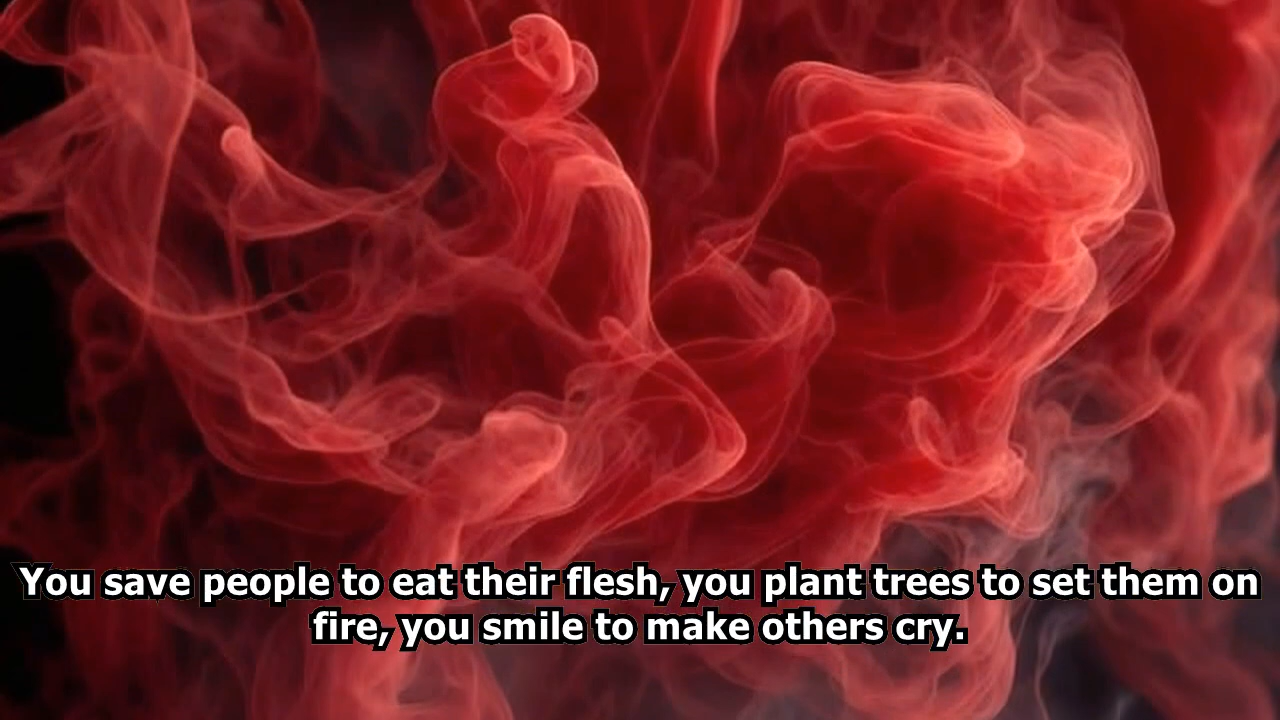 You save people to eat their flesh, you plant trees to set them on
fire, you smile to make others cry.